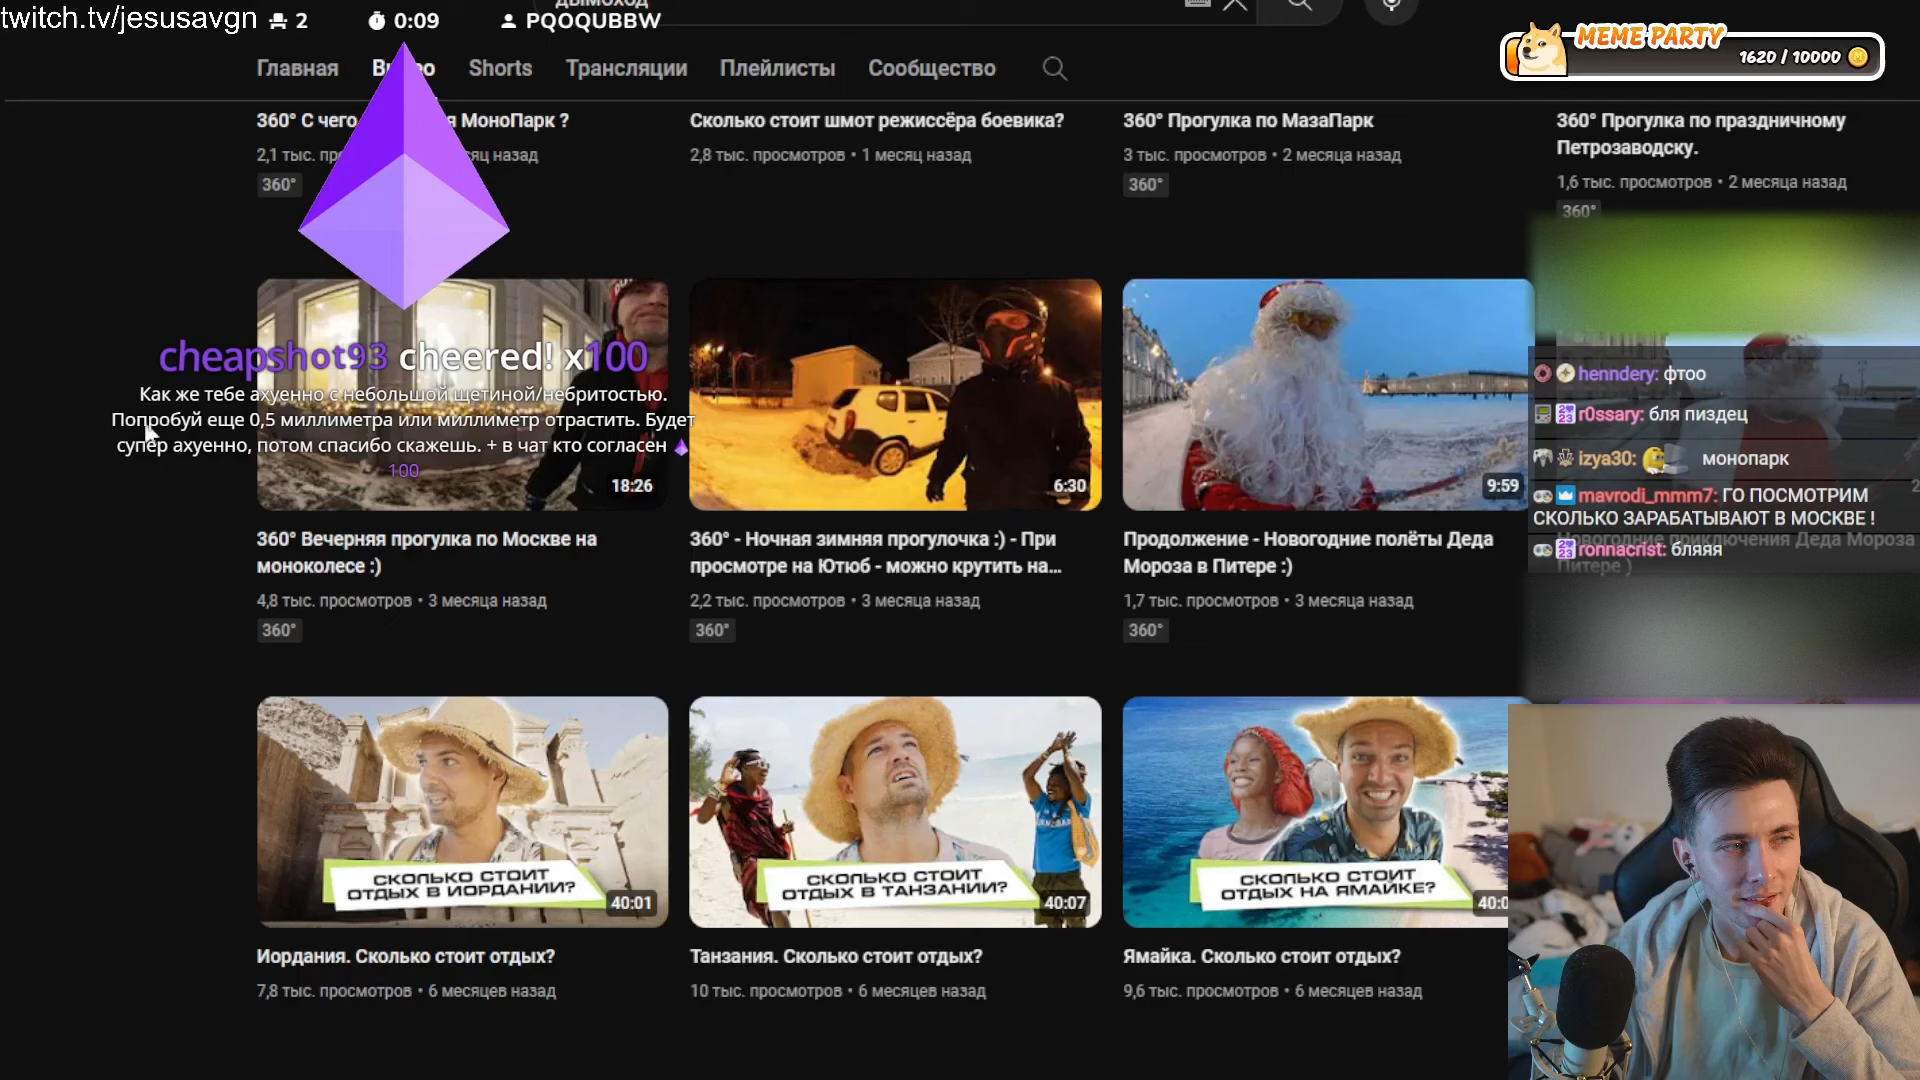 twitch.tv/jesusavgn
2
0:09
PQOQUBBW
ДЫМОХОД
MEME PARTY
1620 / 10000
Главная
Shorts
Трансляции
Плейлисты
Сообщество
360° С чего
я МоноПарк ?
Сколько стоит шмот режиссёра боевика?
360° Прогулка по МазаПарк
360° Прогулка по праздничному
Петрозаводску.
2,1 тыс.
назад
2,8 тыс. просмотров • 1 месяц назад
3 тыс. просмотров • 2 месяца назад
1,6 тыс. просмотров • 2 месяца назад
360°
360°
360°
cheapshot93 cheered! x100
Как же тебе ахуенно с небольшой щетиной/небритостью.
Попробуй еще 0,5 миллиметра или миллиметр отрастить. Будет
супер ахуенно, потом спасибо скажешь. + в чат кто согласен
100
18:26
6:30
9:59
henndery: фтоо
r0ssary: бля пиздец
izya30: монопарк
mavrodi_mmm7: ГО ПОСМОТРИМ
СКОЛЬКО ЗАРАБАТЫВАЮТ В МОСКВЕ !
ronnacrist: бляяя
360° Вечерняя прогулка по Москве на
моноколесе :)
360° - Ночная зимняя прогулочка :) - При
просмотре на Ютюб - можно крутить на...
Продолжение - Новогодние полёты Деда
Мороза в Питере :)
Новогодние приключения Деда Мороза
Питере )
4,8 тыс. просмотров • 3 месяца назад
2,2 тыс. просмотров • 3 месяца назад
1,7 тыс. просмотров • 3 месяца назад
360°
360°
360°
СКОЛЬКО СТОИТ
ОТДЫХ В ИОРДАНИИ?
40:01
СКОЛЬКО СТОИТ
ОТДЫХ В ТАНЗАНИИ?
40:07
СКОЛЬКО СТОИТ
ОТДЫХ НА ЯМАЙКЕ?
Иордания. Сколько стоит отдых?
Танзания. Сколько стоит отдых?
Ямайка. Сколько стоит отдых?
7,8 тыс. просмотров • 6 месяцев назад
10 тыс. просмотров • 6 месяцев назад
9,6 тыс. просмотров • 6 месяцев назад